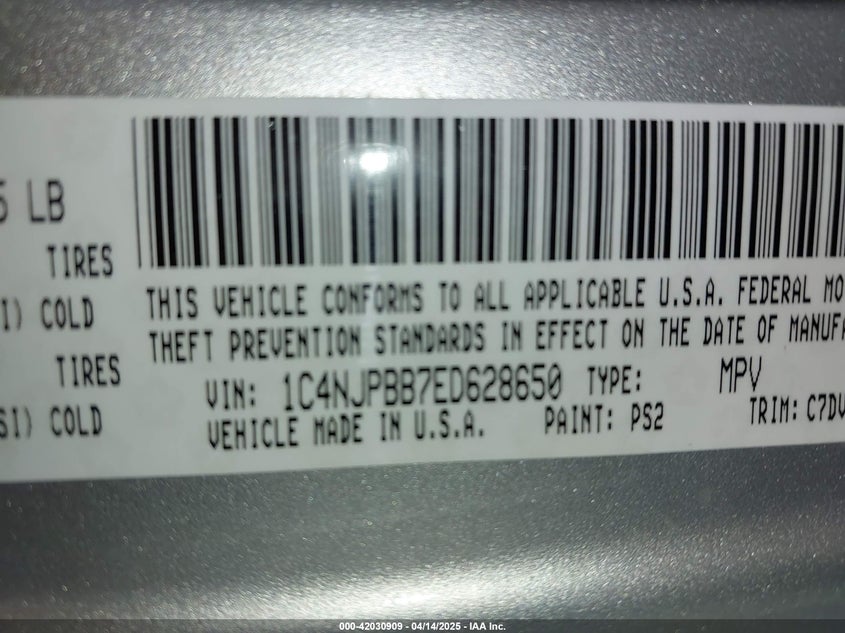 5 LB
TIRES
I) COLD
TIRES
SI) COLD
THIS VEHICLE CONFORMS TO ALL APPLICABLE U.S.A. FEDERAL MO
THEFT PREVENTION STANDARDS IN EFFECT ON THE DATE OF MANUFA
VIN: 1C4NJPBB7ED628650 TYPE: MPV
VEHICLE MADE IN U.S.A. PAINT: PS2 TRIM: C7DV
000-42030909 - 04/14/2025 - IAA Inc.